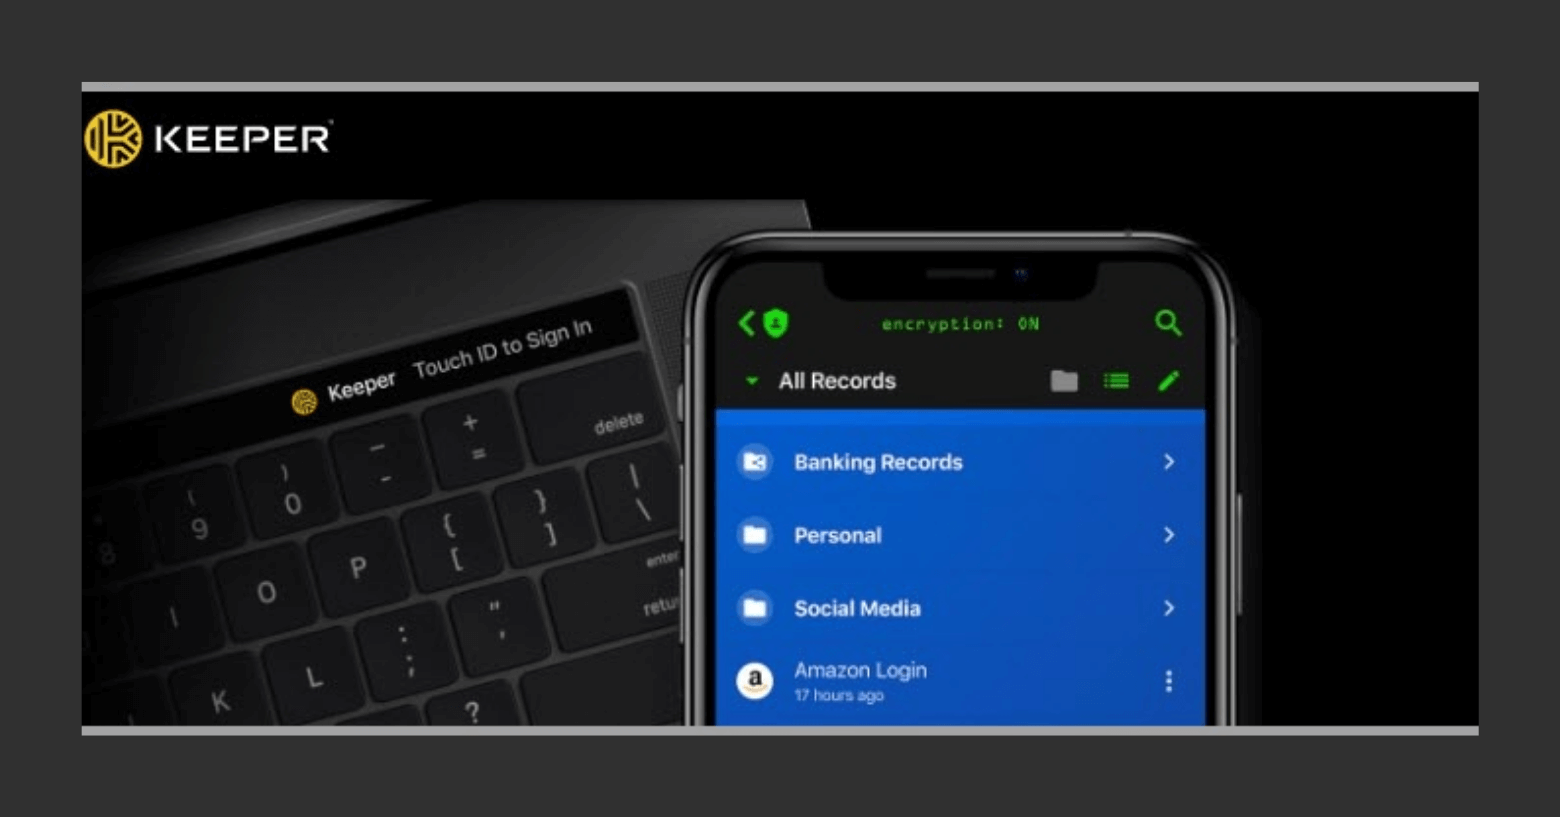 KEEPER
Keeper Touch ID to Sign In
encryption: ON
All Records
Banking Records
Personal
Social Media
a
Amazon Login
17 hours ago
delete
+
=
–
-
)
0
(
9
8
{
[
}
]
|
\
enter
O
P
I
K
L
:
;
"
,
?